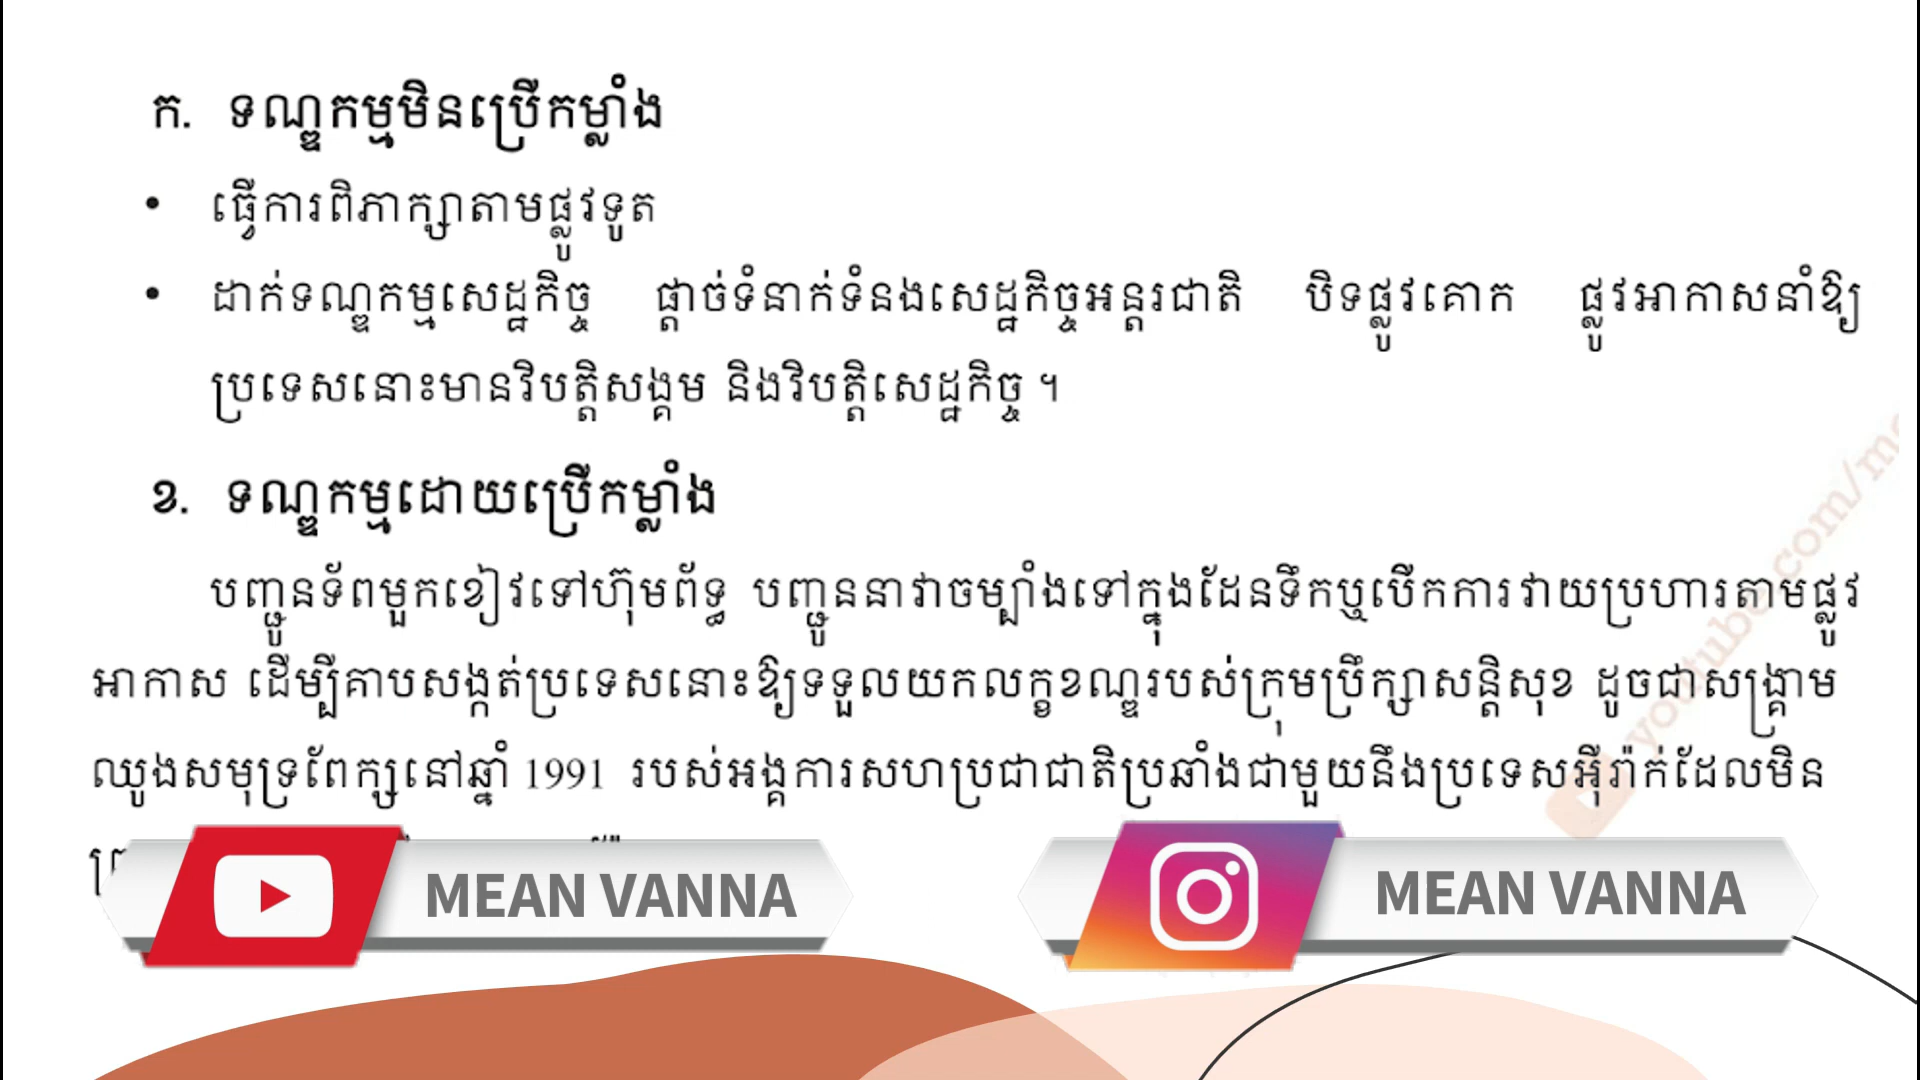 ក. ទណ្ឌកម្មមិនប្រើកម្លាំង
• ធ្វើការពិភាក្សាតាមផ្លូវទូត
• ដាក់ទណ្ឌកម្មសេដ្ឋកិច្ច ផ្ដាច់ទំនាក់ទំនងសេដ្ឋកិច្ចអន្តរជាតិ បិទផ្លូវគោក ផ្លូវអាកាសនាំឱ្យ
ប្រទេសនោះមានវិបត្តិសង្គម និងវិបត្តិសេដ្ឋកិច្ច ។
ខ. ទណ្ឌកម្មដោយប្រើកម្លាំង
បញ្ជូនទ័ពមួកខៀវទៅហ៊ុមព័ទ្ធ បញ្ជូននាវាចម្បាំងទៅក្នុងដែនទឹកឬបើកការវាយប្រហារតាមផ្លូវ
អាកាស ដើម្បីគាបសង្កត់ប្រទេសនោះឱ្យទទួលយកលក្ខខណ្ឌរបស់ក្រុមប្រឹក្សាសន្តិសុខ ដូចជាសង្គ្រាម
ឈូងសមុទ្រពែក្សនៅឆ្នាំ 1991 របស់អង្គការសហប្រជាជាតិប្រឆាំងជាមួយនឹងប្រទេសអ៊ីរ៉ាក់ដែលមិន
MEAN VANNA
MEAN VANNA
youtube.com/m